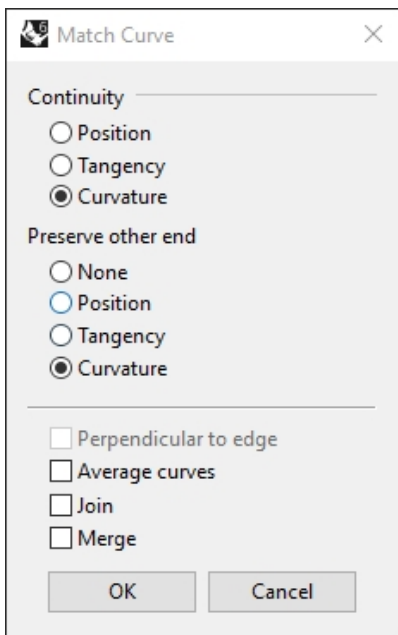 Match Curve
Continuity
Position
Tangency
Curvature
Preserve other end
None
Position
Tangency
Curvature
Perpendicular to edge
Average curves
Join
Merge
OK Cancel